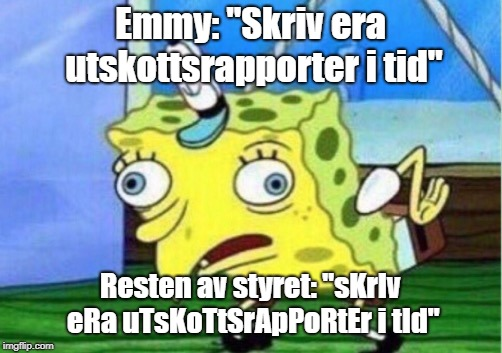 Emmy: "Skriv era
utskottsrapporter i tid"
Resten av styret: "sKrIv
eRa uTsKoTtSrApPoRtEr i tId"
imgflip.com